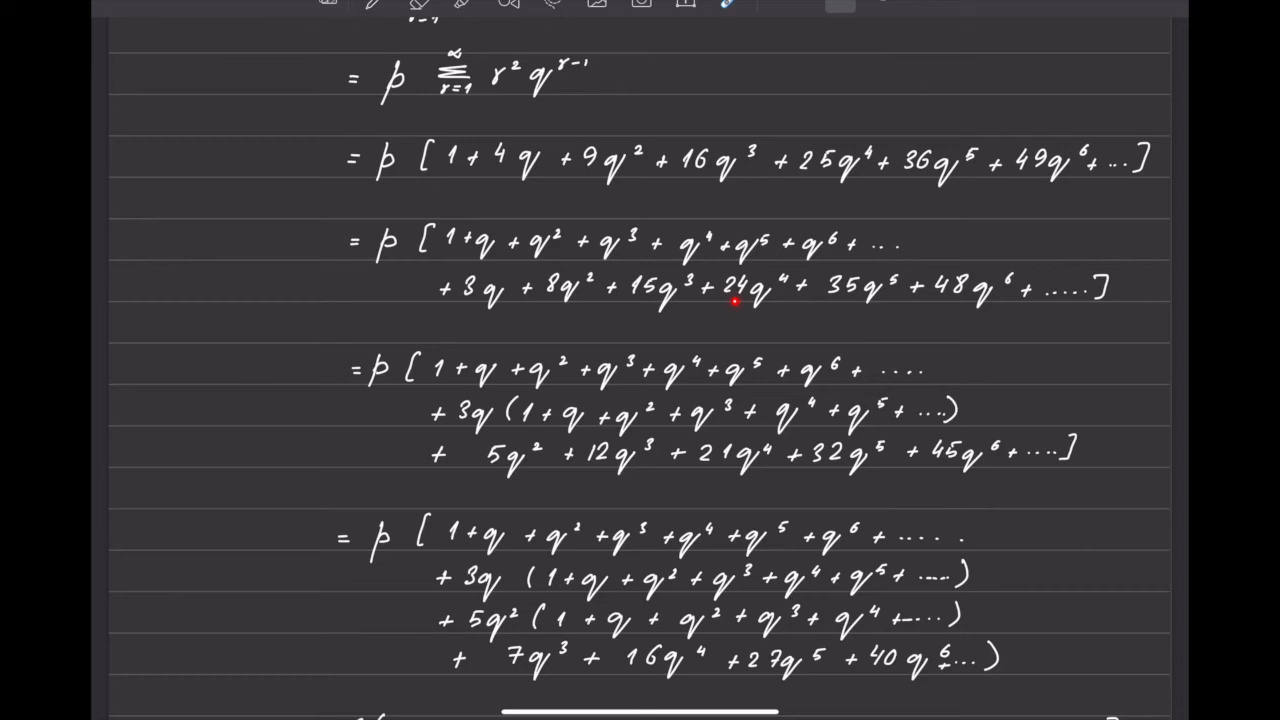 = p ∑_{r=1}^{∞} r² q^{r-1}
= p [ 1 + 4q + 9q² + 16q³ + 25q⁴ + 36q⁵ + 49q⁶ + ... ]
= p [ 1 + q + q² + q³ + q⁴ + q⁵ + q⁶ + ...
+ 3q + 8q² + 15q³ + 24q⁴ + 35q⁵ + 48q⁶ + ..... ]
= p [ 1 + q + q² + q³ + q⁴ + q⁵ + q⁶ + ....
+ 3q ( 1 + q + q² + q³ + q⁴ + q⁵ + .... )
+ 5q² + 12q³ + 21q⁴ + 32q⁵ + 45q⁶ + .... ]
= p [ 1 + q + q² + q³ + q⁴ + q⁵ + q⁶ + .....
+ 3q ( 1 + q + q² + q³ + q⁴ + q⁵ + ..... )
+ 5q² ( 1 + q + q² + q³ + q⁴ + .... )
+ 7q³ + 16q⁴ + 27q⁵ + 40q⁶ + ... )